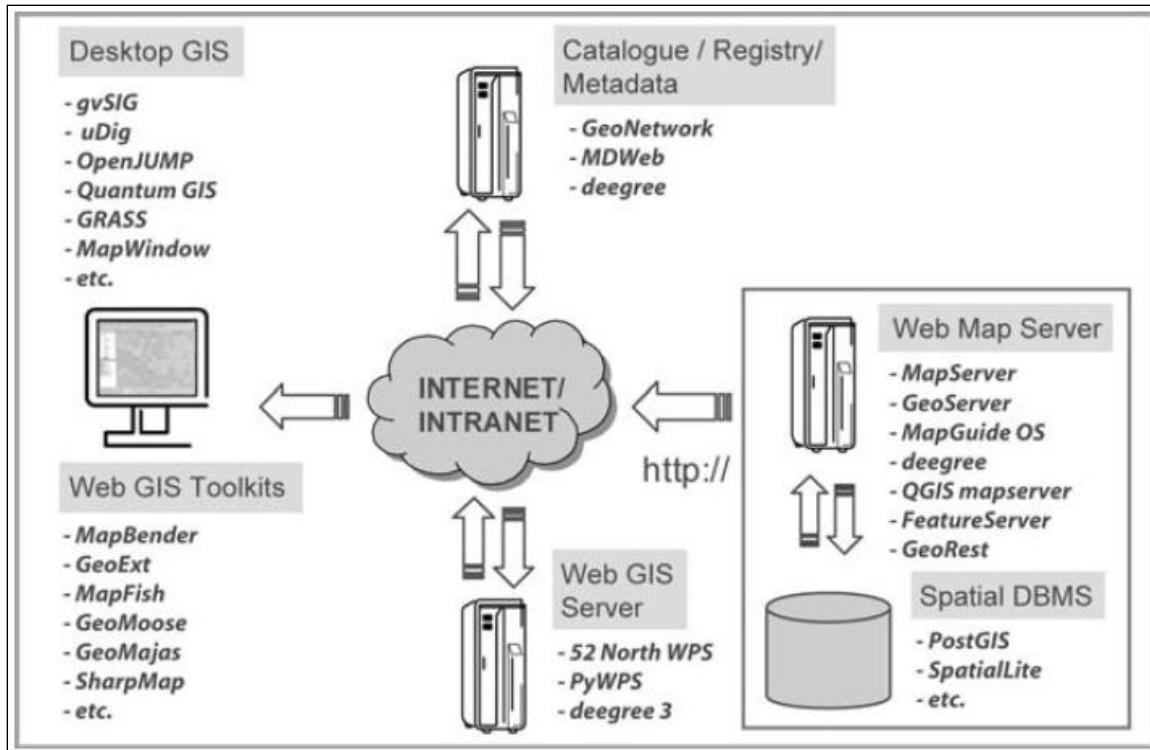 Desktop GIS
- gvSIG
- uDig
- OpenJUMP
- Quantum GIS
- GRASS
- MapWindow
- etc.
Catalogue / Registry/
Metadata
- GeoNetwork
- MDWeb
- deegree
INTERNET/
INTRANET
http://
Web Map Server
- MapServer
- GeoServer
- MapGuide OS
- deegree
- QGIS mapserver
- FeatureServer
- GeoRest
Spatial DBMS
- PostGIS
- SpatialLite
- etc.
Web GIS Toolkits
- MapBender
- GeoExt
- MapFish
- GeoMoose
- GeoMajas
- SharpMap
- etc.
Web GIS
Server
- 52 North WPS
- PyWPS
- deegree 3